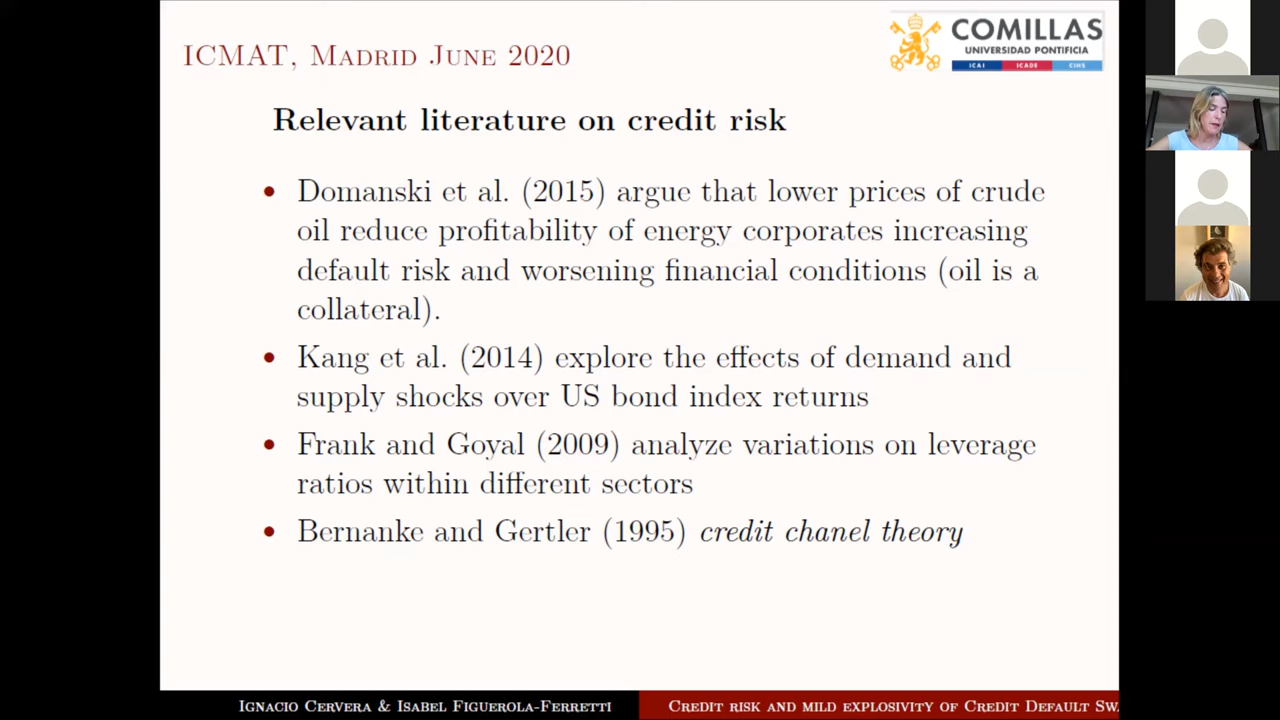 ICMAT, Madrid June 2020
COMILLAS
UNIVERSIDAD PONTIFICIA
ICAI ICADE CIHS
Relevant literature on credit risk
• Domanski et al. (2015) argue that lower prices of crude
oil reduce profitability of energy corporates increasing
default risk and worsening financial conditions (oil is a
collateral).
• Kang et al. (2014) explore the effects of demand and
supply shocks over US bond index returns
• Frank and Goyal (2009) analyze variations on leverage
ratios within different sectors
• Bernanke and Gertler (1995) credit chanel theory
Ignacio Cervera & Isabel Figuerola-Ferretti
Credit risk and mild explosivity of Credit Default Swa